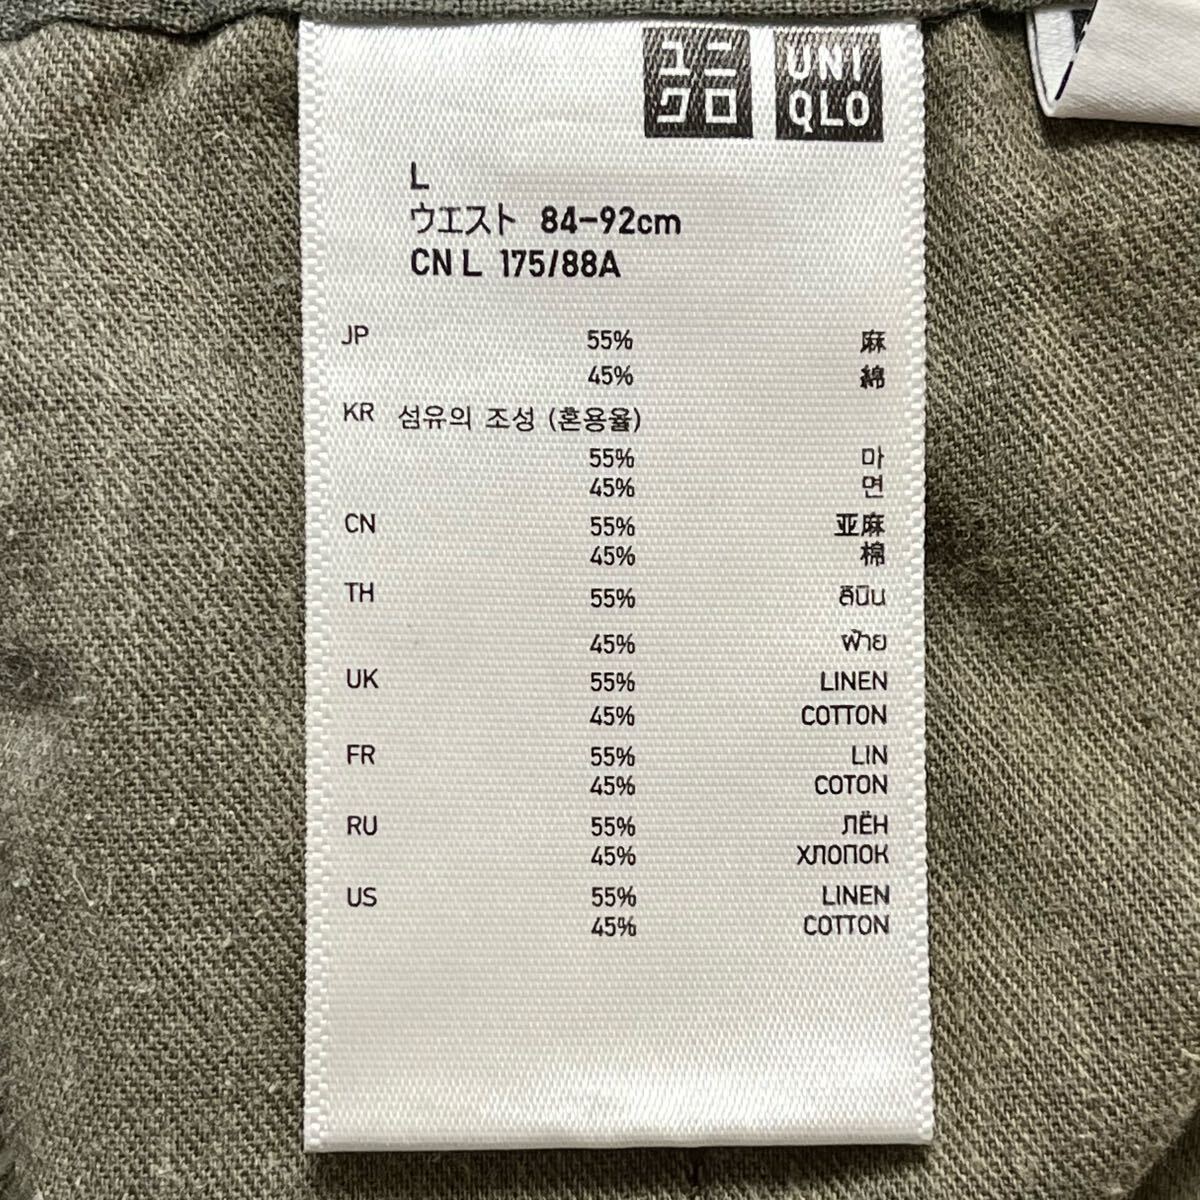 ユニ
クロ
UNI
QLO
L
ウエスト 84-92cm
CN L 175/88A
JP 55% 麻
45% 綿
KR 섬유의 조성 (혼용율)
55% 마
45% 면
CN 55% 亚麻
45% 棉
TH 55% ลินิน
45% ฝ้าย
UK 55% LINEN
45% COTTON
FR 55% LIN
45% COTON
RU 55% ЛЁН
45% ХЛОПОК
US 55% LINEN
45% COTTON